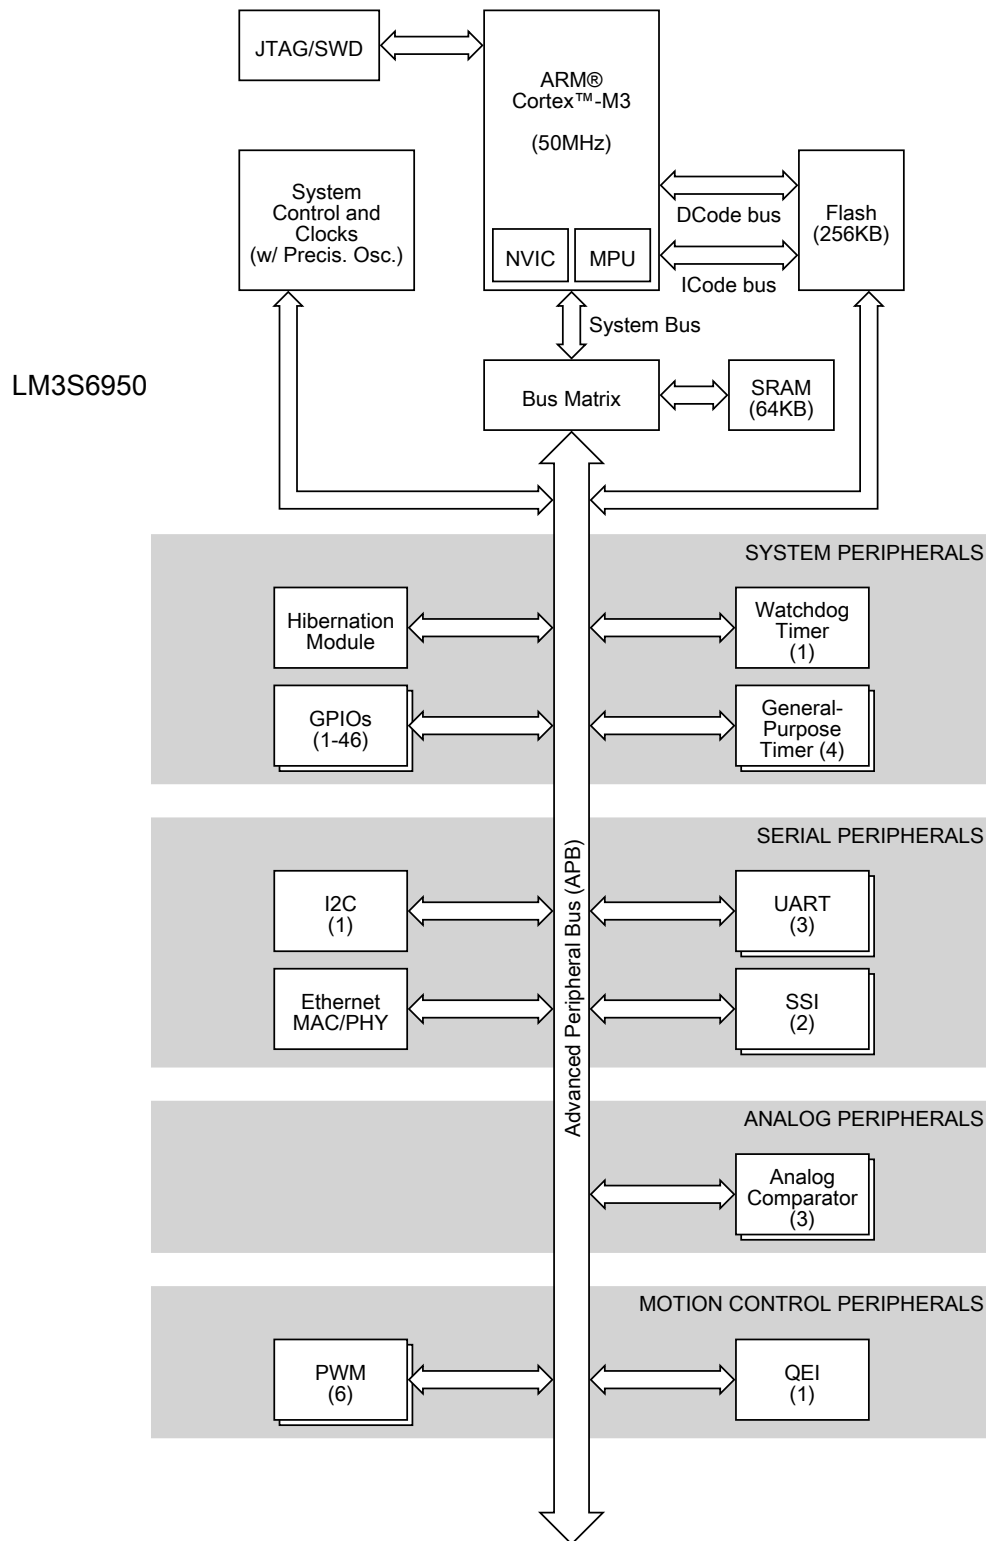 JTAG/SWD
ARM®
Cortex™-M3
(50MHz)
NVIC
MPU
System
Control and
Clocks
(w/ Precis. Osc.)
DCode bus
ICode bus
Flash
(256KB)
System Bus
LM3S6950
Bus Matrix
SRAM
(64KB)
SYSTEM PERIPHERALS
Hibernation
Module
Watchdog
Timer
(1)
GPIOs
(1-46)
General-
Purpose
Timer (4)
Advanced Peripheral Bus (APB)
SERIAL PERIPHERALS
I2C
(1)
UART
(3)
Ethernet
MAC/PHY
SSI
(2)
ANALOG PERIPHERALS
Analog
Comparator
(3)
MOTION CONTROL PERIPHERALS
PWM
(6)
QEI
(1)